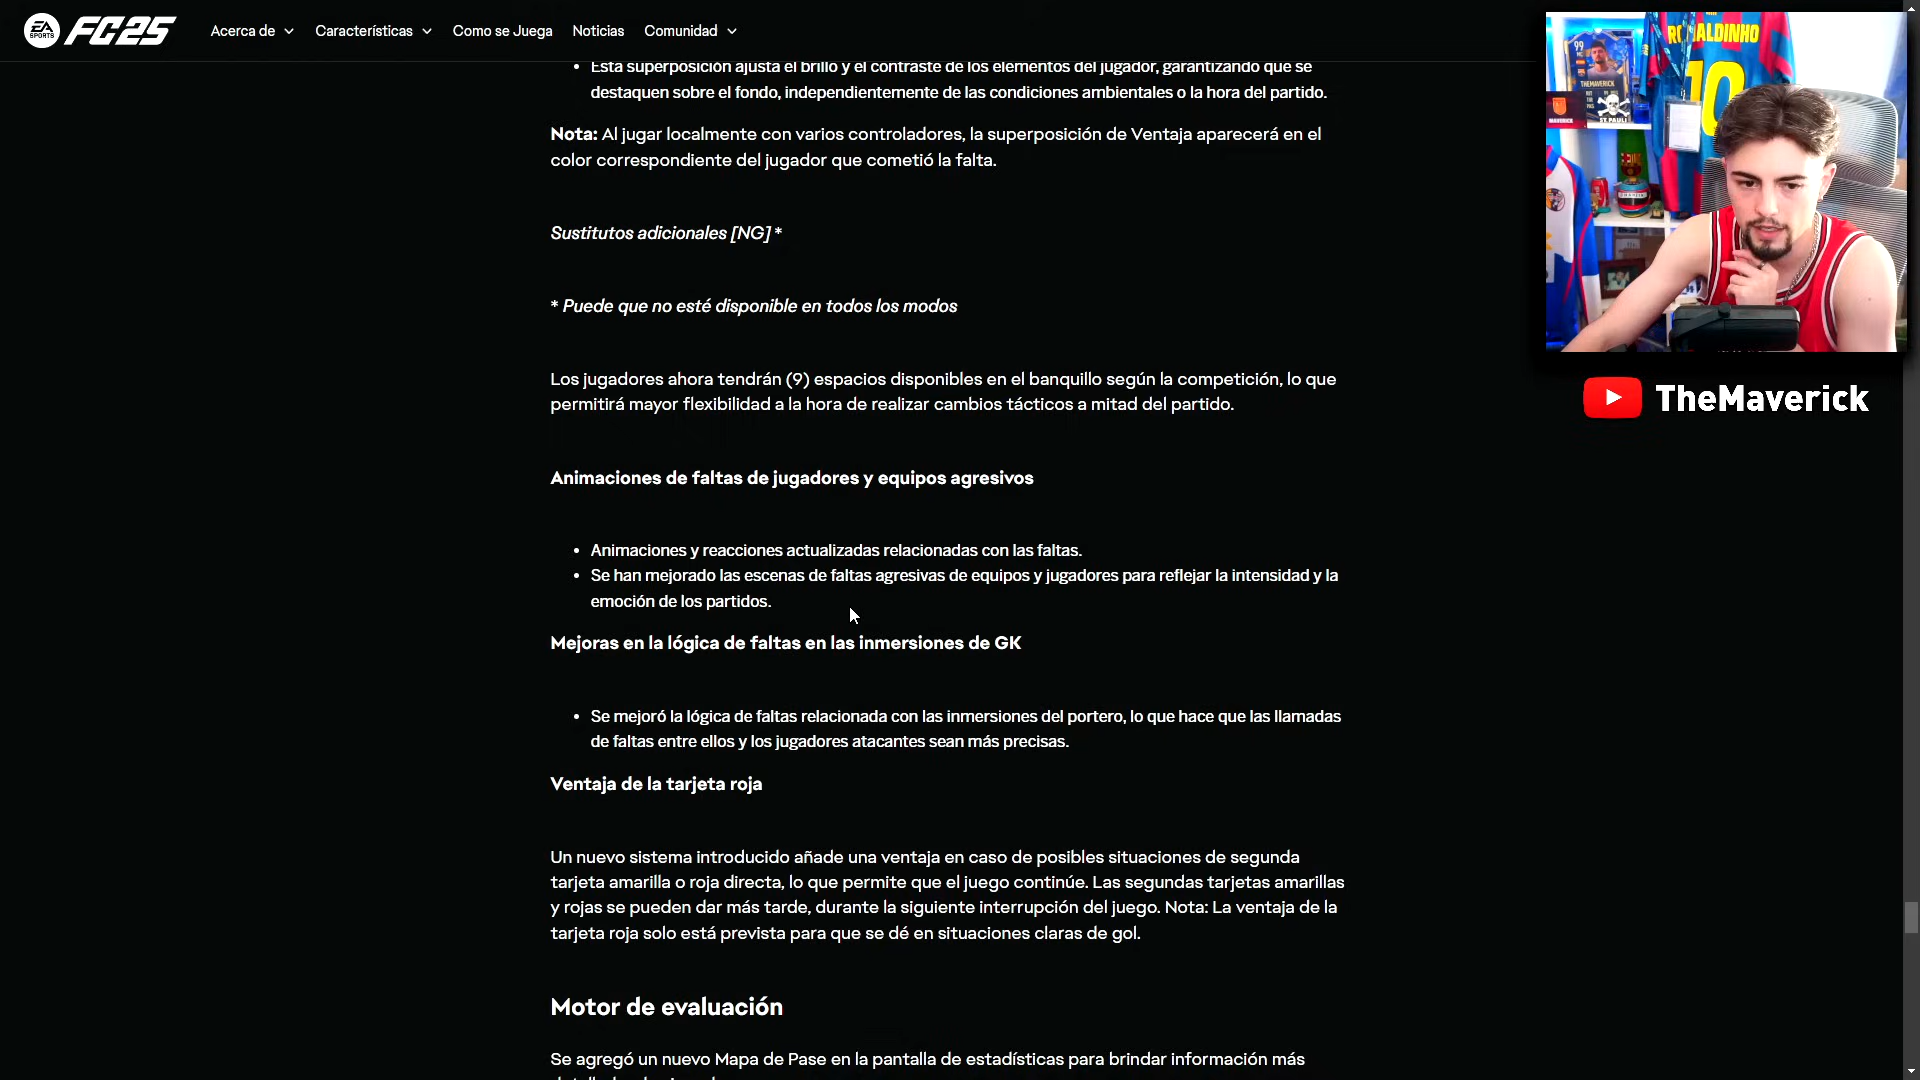 EA SPORTS FC25
Acerca de
Características
Como se Juega
Noticias
Comunidad
Esta superposición ajusta el brillo y el contraste de los elementos del jugador, garantizando que se
destaquen sobre el fondo, independientemente de las condiciones ambientales o la hora del partido.
Nota: Al jugar localmente con varios controladores, la superposición de Ventaja aparecerá en el
color correspondiente del jugador que cometió la falta.
Sustitutos adicionales [NG] *
* Puede que no esté disponible en todos los modos
Los jugadores ahora tendrán (9) espacios disponibles en el banquillo según la competición, lo que
permitirá mayor flexibilidad a la hora de realizar cambios tácticos a mitad del partido.
Animaciones de faltas de jugadores y equipos agresivos
Animaciones y reacciones actualizadas relacionadas con las faltas.
Se han mejorado las escenas de faltas agresivas de equipos y jugadores para reflejar la intensidad y la
emoción de los partidos.
Mejoras en la lógica de faltas en las inmersiones de GK
Se mejoró la lógica de faltas relacionada con las inmersiones del portero, lo que hace que las llamadas
de faltas entre ellos y los jugadores atacantes sean más precisas.
Ventaja de la tarjeta roja
Un nuevo sistema introducido añade una ventaja en caso de posibles situaciones de segunda
tarjeta amarilla o roja directa, lo que permite que el juego continúe. Las segundas tarjetas amarillas
y rojas se pueden dar más tarde, durante la siguiente interrupción del juego. Nota: La ventaja de la
tarjeta roja solo está prevista para que se dé en situaciones claras de gol.
Motor de evaluación
Se agregó un nuevo Mapa de Pase en la pantalla de estadísticas para brindar información más
99
THEMAVERICK
ST. PAULI
MAVERICK
10
TheMaverick